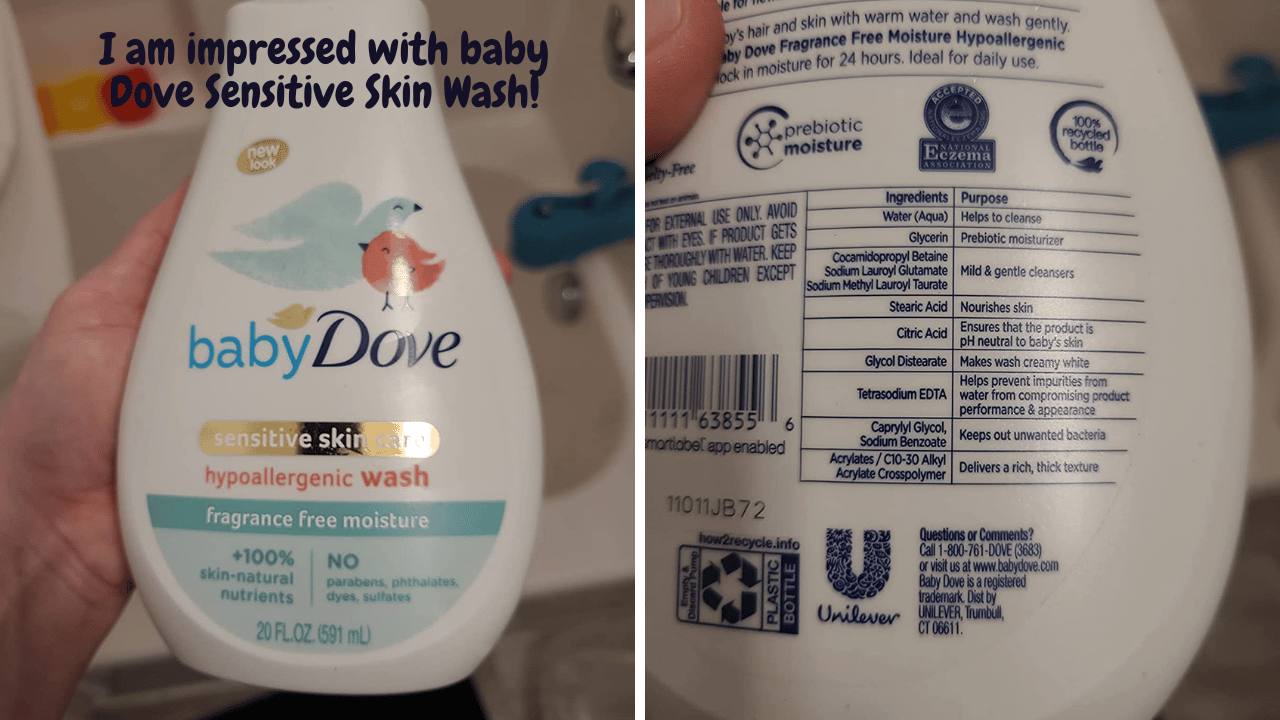 I am impressed with baby
Dove Sensitive Skin Wash!
new
look
baby Dove
sensitive skin care
hypoallergenic wash
fragrance free moisture
+100%
skin-natural
nutrients
NO
parabens, phthalates,
dyes, sulfates
20 FL.OZ. (591 mL)
hair and skin with warm water and wash gently.
Dove Fragrance Free Moisture Hypoallergenic
in moisture for 24 hours. Ideal for daily use.
prebiotic
moisture
ACCEPTED
NATIONAL
Eczema
ASSOCIATION
100%
recycled
bottle
FOR EXTERNAL USE ONLY. AVOID
WITH EYES. IF PRODUCT GETS
THOROUGHLY WITH WATER. KEEP
OF YOUNG CHILDREN EXCEPT
Ingredients Purpose
Water (Aqua) Helps to cleanse
Glycerin Prebiotic moisturizer
Cocamidopropyl Betaine
Sodium Lauroyl Glutamate
Sodium Methyl Lauroyl Taurate
Mild & gentle cleansers
Stearic Acid Nourishes skin
Citric Acid
Ensures that the product is
pH neutral to baby's skin
Glycol Distearate Makes wash creamy white
Tetrasodium EDTA
Helps prevent impurities from
water from compromising product
performance & appearance
Caprylyl Glycol,
Sodium Benzoate
Keeps out unwanted bacteria
Acrylates / C10-30 Alkyl
Acrylate Crosspolymer
Delivers a rich, thick texture
11111 63855 6
app enabled
11011JB72
how2recycle.info
Empty &
Discard Pump
PLASTIC
BOTTLE
Unilever
Questions or Comments?
Call 1-800-761-DOVE (3683)
or visit us at www.babydove.com
Baby Dove is a registered
trademark. Dist by
UNILEVER, Trumbull,
CT 06611.